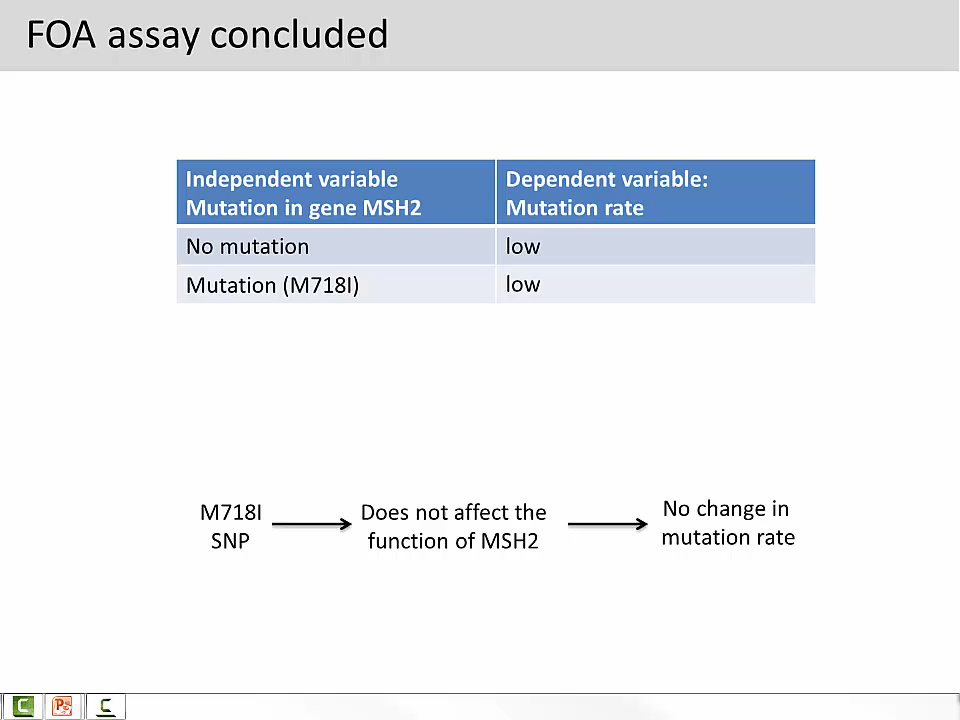 FOA assay concluded
Independent variable
Mutation in gene MSH2
Dependent variable:
Mutation rate
No mutation
low
Mutation (M718I)
low
M718I
SNP
Does not affect the
function of MSH2
No change in
mutation rate